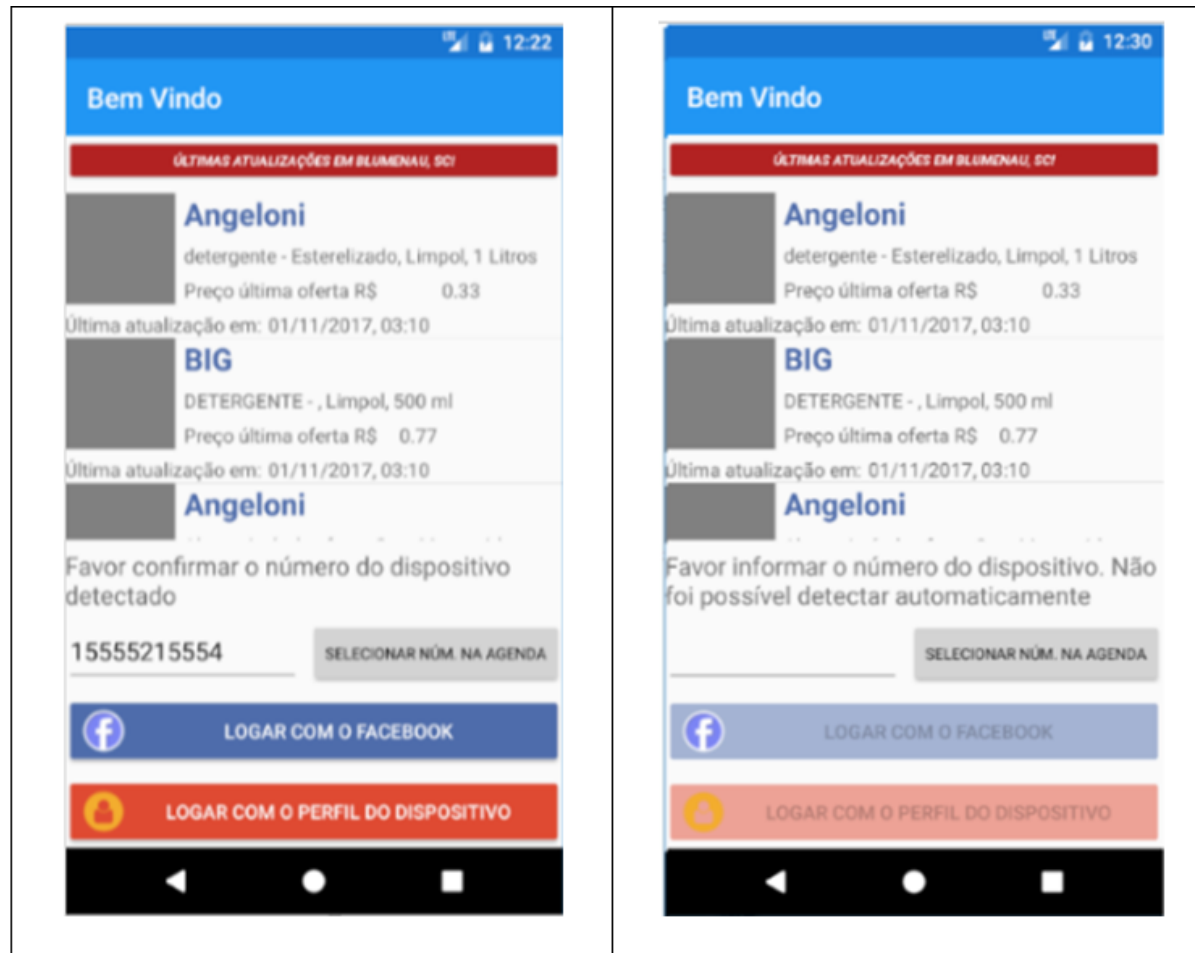 12:22
Bem Vindo
ÚLTIMAS ATUALIZAÇÕES EM BLUMENAU, SC!
Angeloni
detergente - Esterelizado, Limpol, 1 Litros
Preço última oferta R$ 0.33
Última atualização em: 01/11/2017, 03:10
BIG
DETERGENTE - , Limpol, 500 ml
Preço última oferta R$ 0.77
Última atualização em: 01/11/2017, 03:10
Angeloni
Favor confirmar o número do dispositivo
detectado
15555215554
SELECIONAR NÚM. NA AGENDA
LOGAR COM O FACEBOOK
LOGAR COM O PERFIL DO DISPOSITIVO
12:30
Bem Vindo
ÚLTIMAS ATUALIZAÇÕES EM BLUMENAU, SC!
Angeloni
detergente - Esterelizado, Limpol, 1 Litros
Preço última oferta R$ 0.33
Última atualização em: 01/11/2017, 03:10
BIG
DETERGENTE - , Limpol, 500 ml
Preço última oferta R$ 0.77
Última atualização em: 01/11/2017, 03:10
Angeloni
Favor informar o número do dispositivo. Não
foi possível detectar automaticamente
SELECIONAR NÚM. NA AGENDA
LOGAR COM O FACEBOOK
LOGAR COM O PERFIL DO DISPOSITIVO